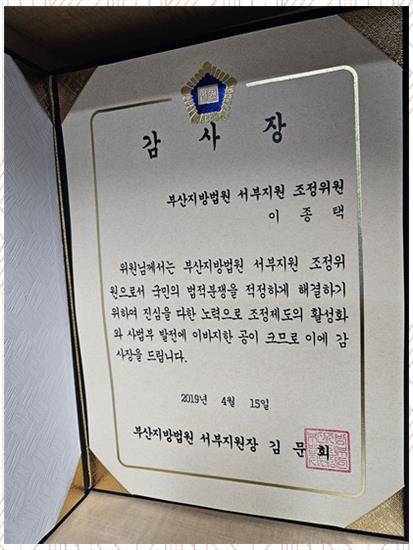 감 사 장
부산지방법원 서부지원 조정위원
이 종 택
위원님께서는 부산지방법원 서부지원 조정위
원으로서 국민의 법적분쟁을 적정하게 해결하기
위하여 진심을 다한 노력으로 조정제도의 활성화
와 사법부 발전에 이바지한 공이 크므로 이에 감
사장을 드립니다.
2019년 4월 15일
부산지방법원 서부지원장 김 문 희